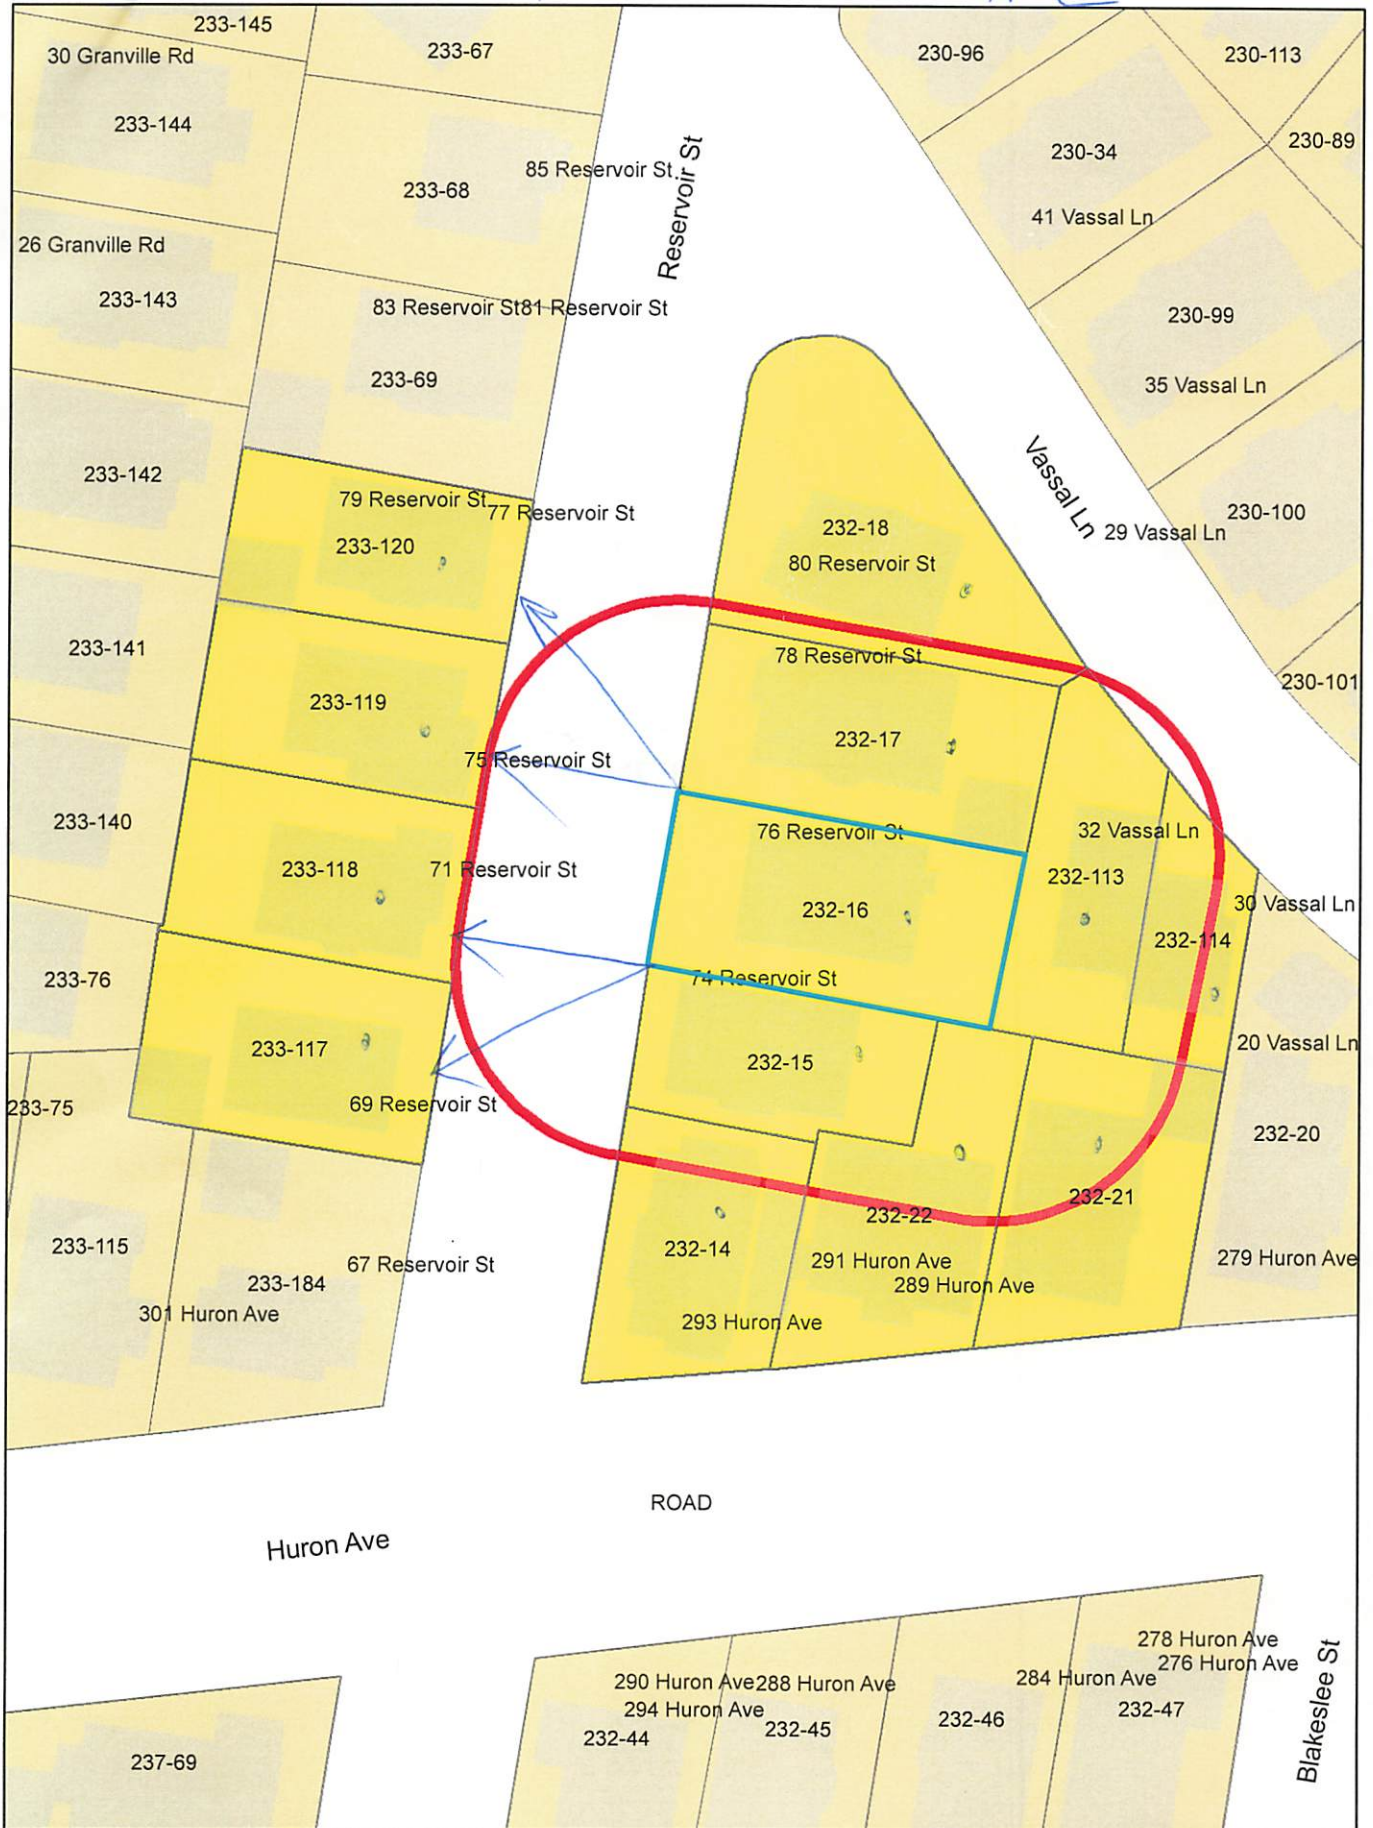 233-145
30 Granville Rd
233-67
230-96
230-113
233-144
230-34
230-89
85 Reservoir St.
Reservoir St
233-68
41 Vassal Ln
26 Granville Rd
233-143
83 Reservoir St
81 Reservoir St
230-99
233-69
35 Vassal Ln
233-142
Vassal Ln
79 Reservoir St
77 Reservoir St
232-18
230-100
29 Vassal Ln
233-120
80 Reservoir St
233-141
78 Reservoir St
230-101
233-119
232-17
75 Reservoir St
233-140
76 Reservoir St
32 Vassal Ln
233-118
71 Reservoir St
232-113
232-16
30 Vassal Ln
232-114
233-76
74 Reservoir St
233-117
20 Vassal Ln
232-15
233-75
69 Reservoir St
232-20
232-21
232-22
233-115
232-14
67 Reservoir St
291 Huron Ave
279 Huron Ave
233-184
289 Huron Ave
301 Huron Ave
293 Huron Ave
ROAD
Huron Ave
278 Huron Ave
276 Huron Ave
290 Huron Ave
288 Huron Ave
284 Huron Ave
294 Huron Ave
232-44
232-45
232-46
232-47
Blakeslee St
237-69